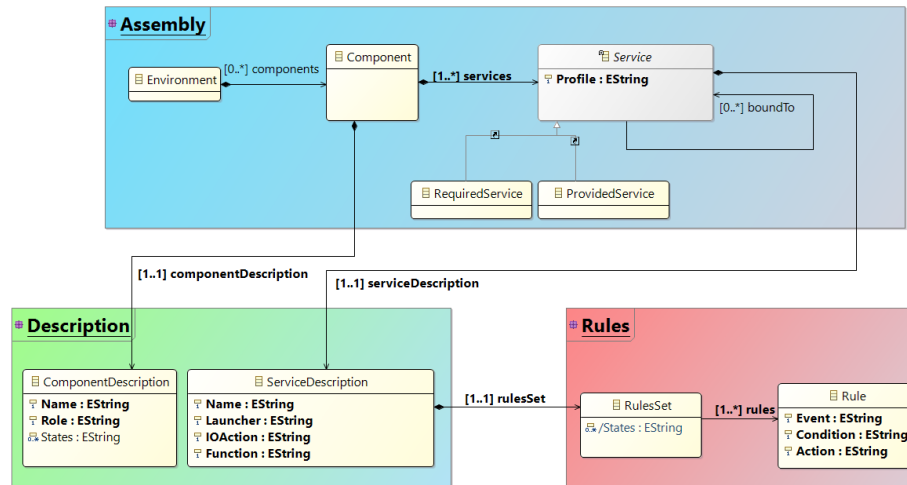 Assembly
Environment
[0..*] components
Component
[1..*] services
Service
Profile : EString
[0..*] boundTo
RequiredService
ProvidedService
[1..1] componentDescription
[1..1] serviceDescription
Description
ComponentDescription
Name : EString
Role : EString
States : EString
ServiceDescription
Name : EString
Launcher : EString
IOAction : EString
Function : EString
[1..1] rulesSet
Rules
RulesSet
/States : EString
[1..*] rules
Rule
Event : EString
Condition : EString
Action : EString